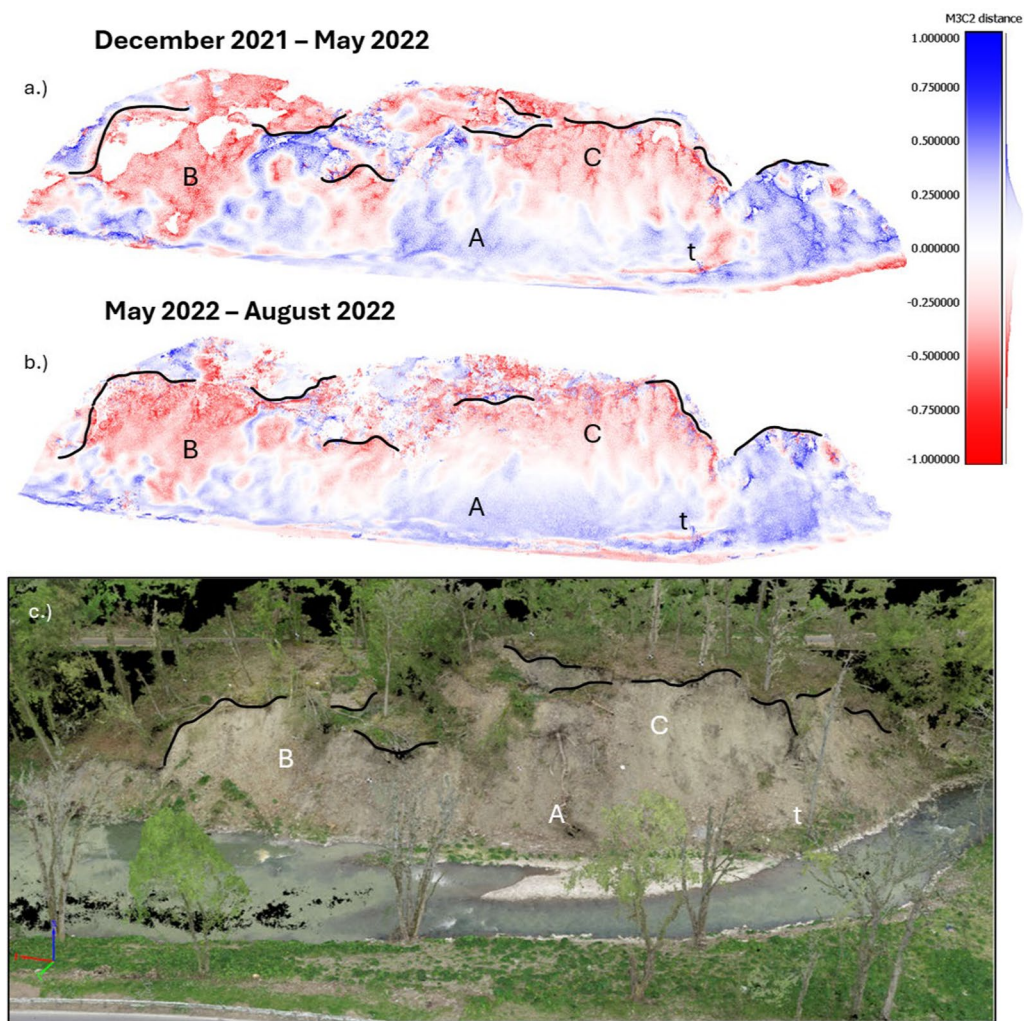 M3C2 distance
December 2021 – May 2022
a.)
1.000000
0.750000
0.500000
0.250000
0.000000
-0.250000
-0.500000
-0.750000
-1.000000
B
C
A
t
May 2022 – August 2022
b.)
B
C
A
t
c.)
B
C
A
t